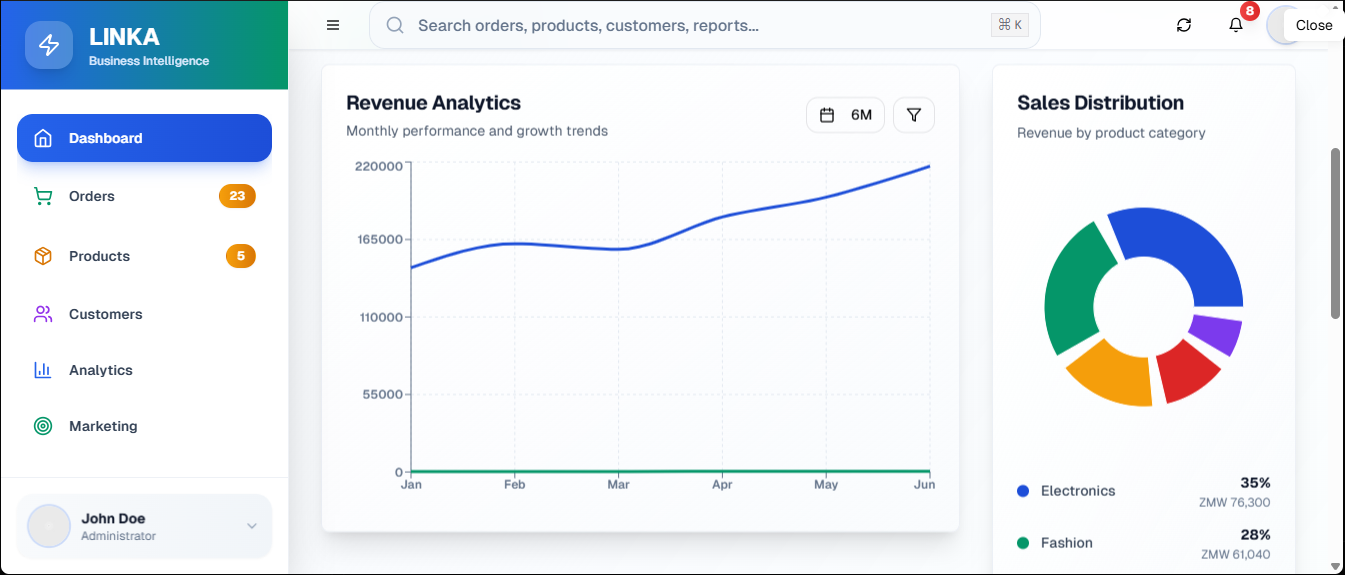 LINKA
Business Intelligence
Search orders, products, customers, reports...
⌘ K
8
Close
Dashboard
Orders
23
Products
5
Customers
Analytics
Marketing
John Doe
Administrator
Revenue Analytics
Monthly performance and growth trends
6M
220000
165000
110000
55000
0
Jan Feb Mar Apr May Jun
Sales Distribution
Revenue by product category
Electronics 35%
ZMW 76,300
Fashion 28%
ZMW 61,040